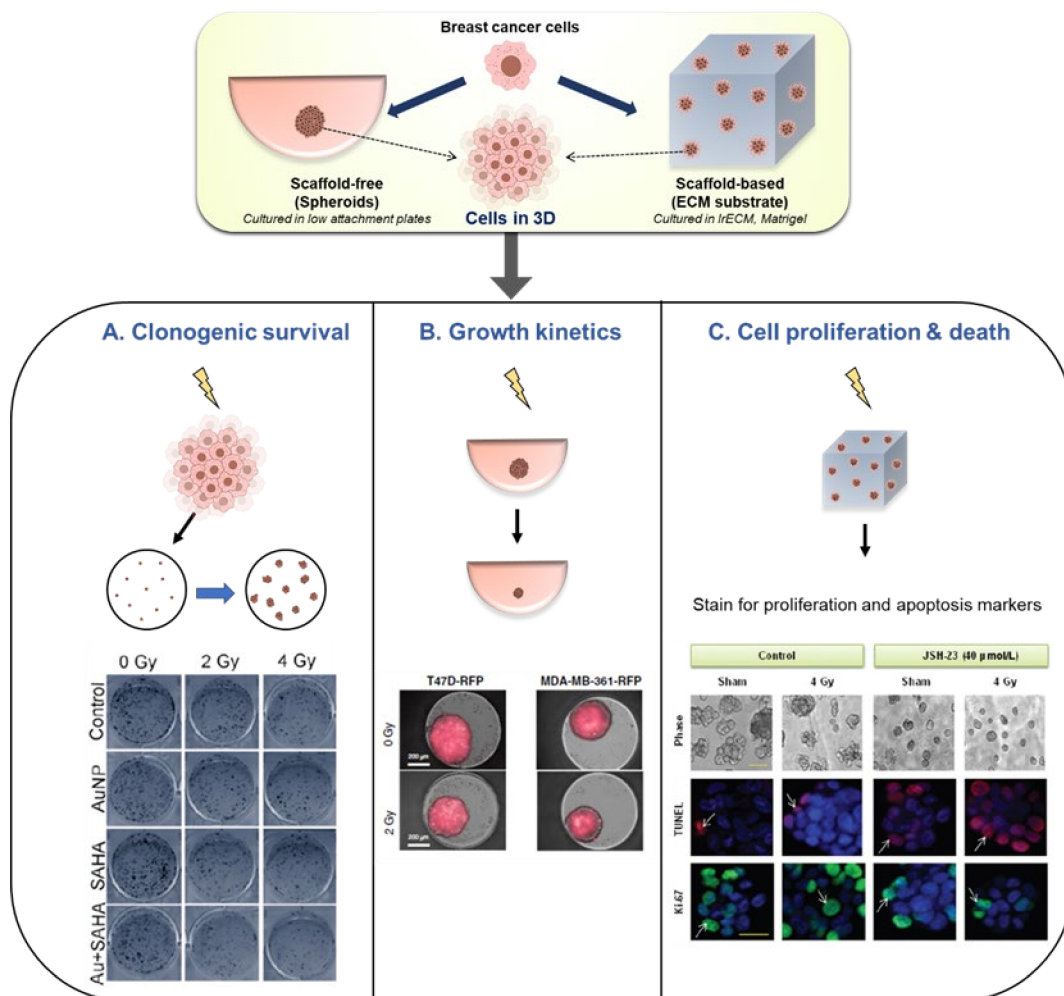 Breast cancer cells
Scaffold-free
(Spheroids)
Cultured in low attachment plates
Cells in 3D
Scaffold-based
(ECM substrate)
Cultured in lrECM, Matrigel
A. Clonogenic survival
0 Gy 2 Gy 4 Gy
Control
AuNP
SAHA
Au+SAHA
B. Growth kinetics
T47D-RFP MDA-MB-361-RFP
0 Gy
200 µm
2 Gy
200 µm
C. Cell proliferation & death
Stain for proliferation and apoptosis markers
Control JSH-23 (40 µmol/L)
Sham 4 Gy Sham 4 Gy
Phase
TUNEL
Ki-67